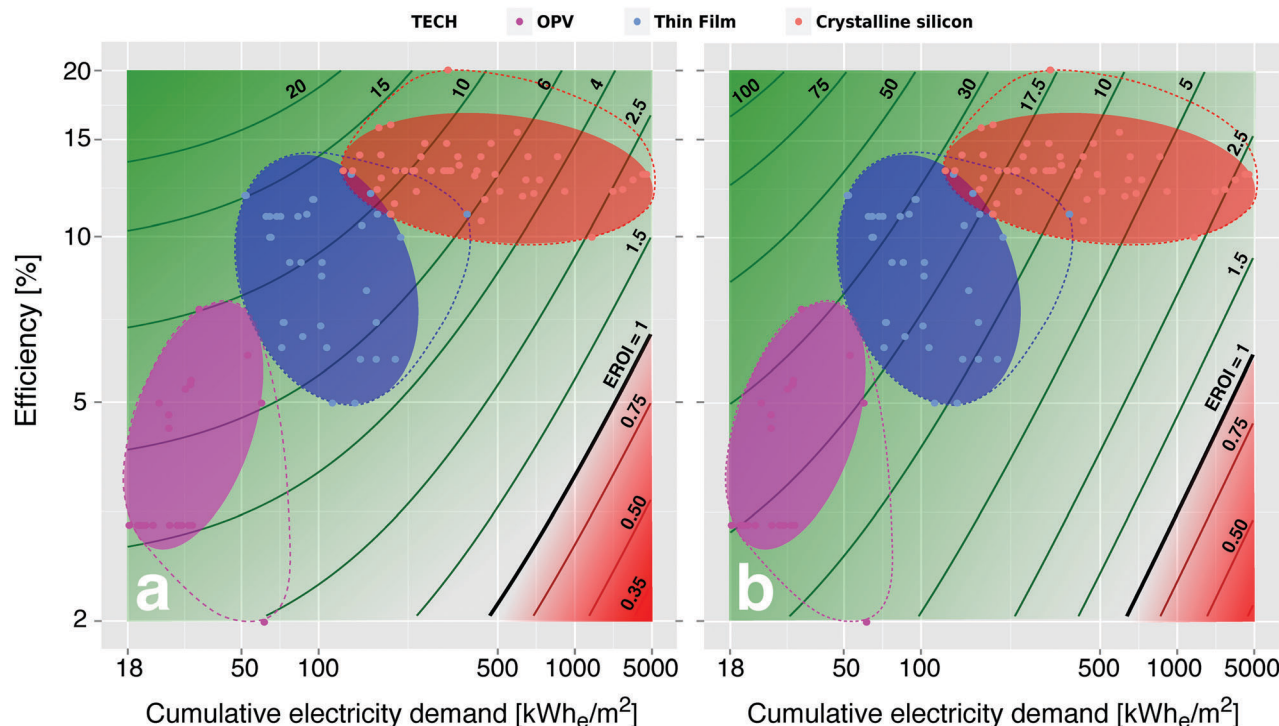 TECH OPV Thin Film Crystalline silicon
Efficiency [%]
20
15
10
5
2
20 15 10 6 4
2.5
1.5
EROI = 1
0.75
0.50
0.35
a
18 50 100 500 1000 5000
Cumulative electricity demand [kWhe/m²]
100 75 50 30 17.5 10 5
2.5
1.5
EROI = 1
0.75
0.50
b
18 50 100 500 1000 5000
Cumulative electricity demand [kWhe/m²]